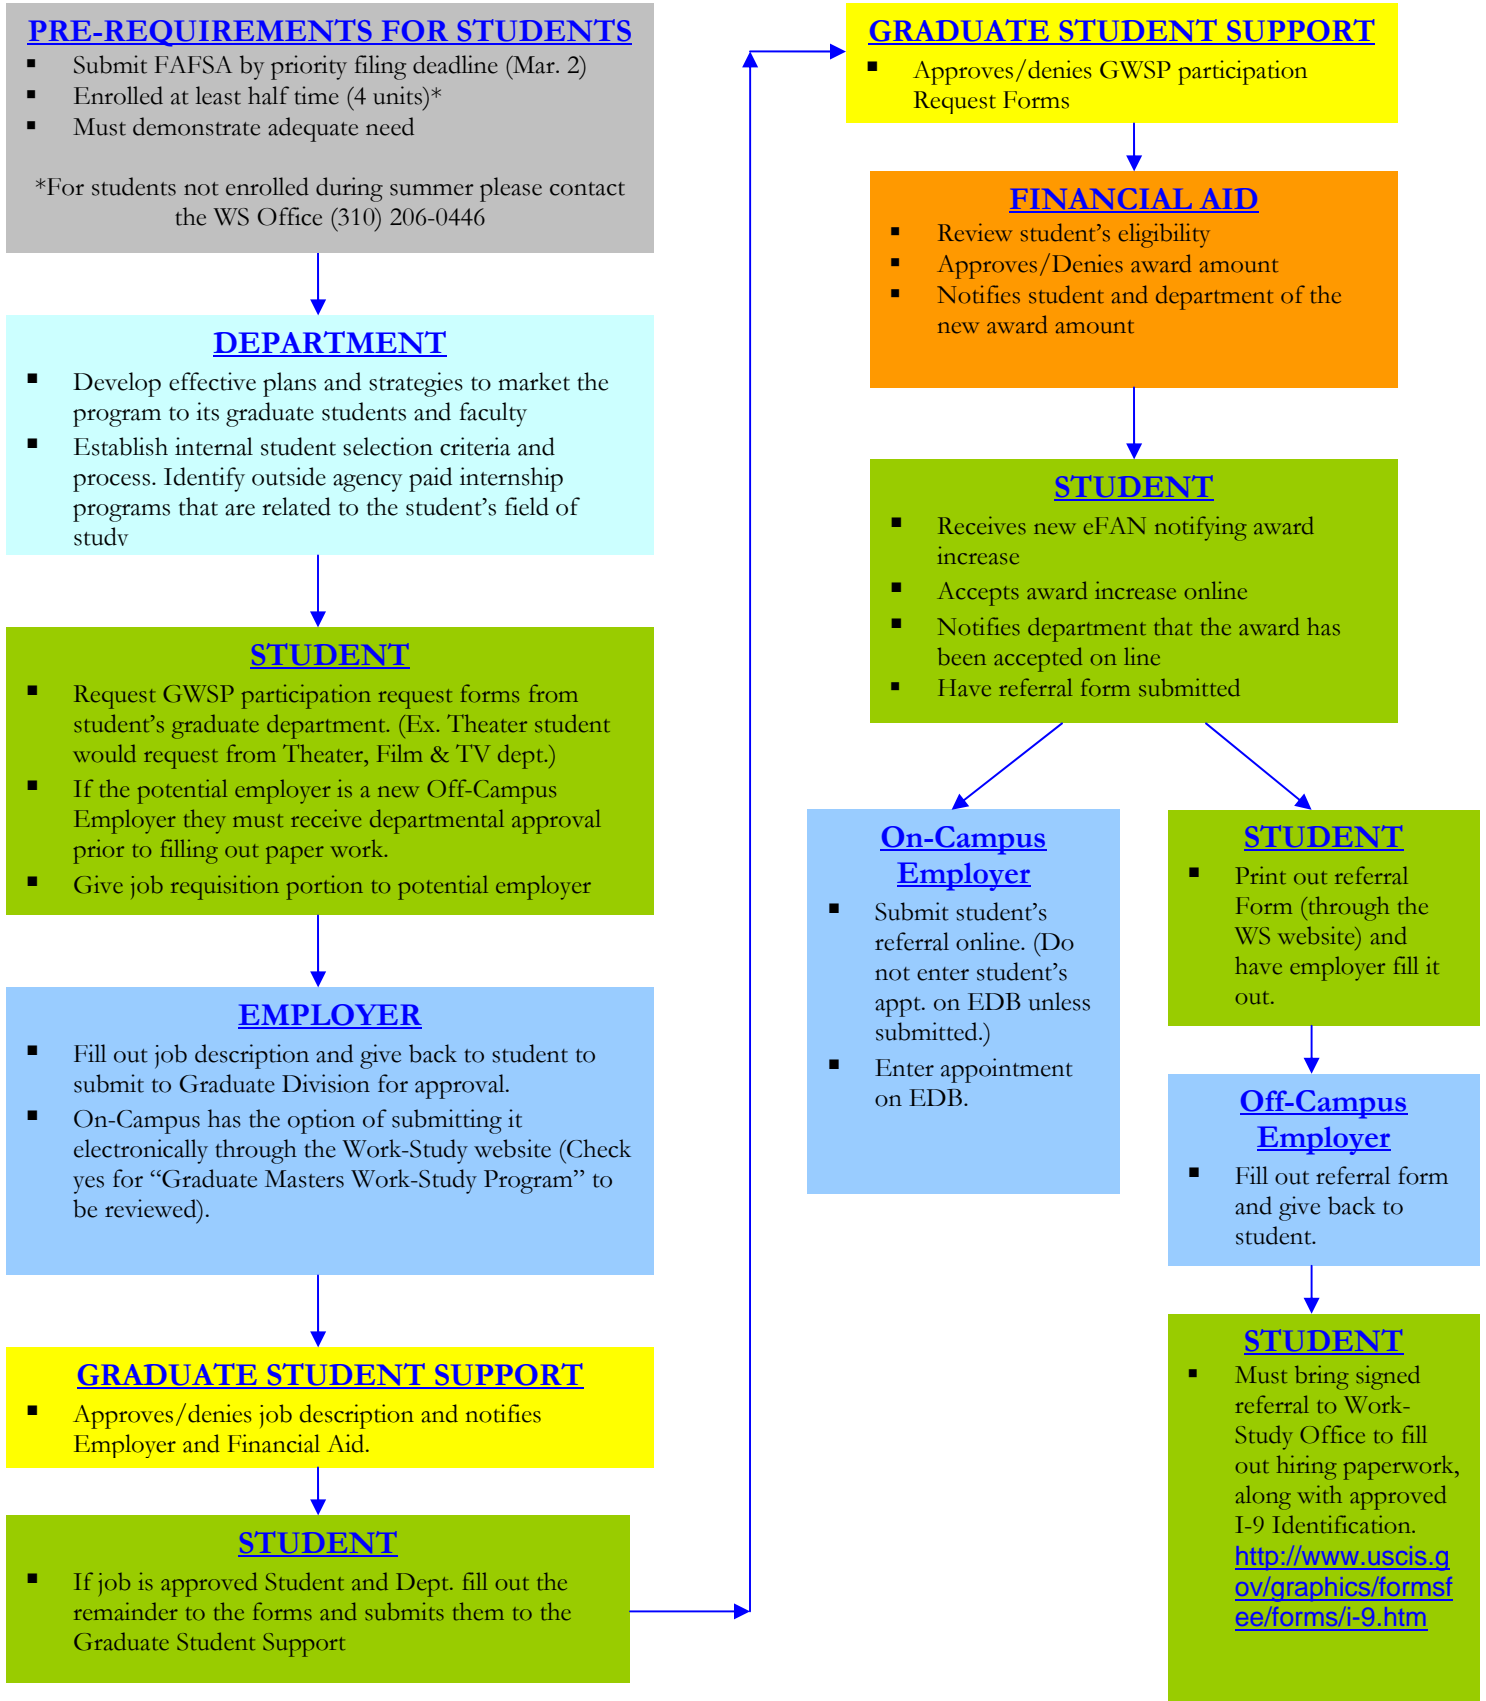 PRE-REQUIREMENTS FOR STUDENTS
▪ Submit FAFSA by priority filing deadline (Mar. 2)
▪ Enrolled at least half time (4 units)*
▪ Must demonstrate adequate need
*For students not enrolled during summer please contact
the WS Office (310) 206-0446
DEPARTMENT
▪ Develop effective plans and strategies to market the
program to its graduate students and faculty
▪ Establish internal student selection criteria and
process. Identify outside agency paid internship
programs that are related to the student’s field of
study
STUDENT
▪ Request GWSP participation request forms from
student’s graduate department. (Ex. Theater student
would request from Theater, Film & TV dept.)
▪ If the potential employer is a new Off-Campus
Employer they must receive departmental approval
prior to filling out paper work.
▪ Give job requisition portion to potential employer
EMPLOYER
▪ Fill out job description and give back to student to
submit to Graduate Division for approval.
▪ On-Campus has the option of submitting it
electronically through the Work-Study website (Check
yes for “Graduate Masters Work-Study Program” to
be reviewed).
GRADUATE STUDENT SUPPORT
▪ Approves/denies job description and notifies
Employer and Financial Aid.
STUDENT
▪ If job is approved Student and Dept. fill out the
remainder to the forms and submits them to the
Graduate Student Support
GRADUATE STUDENT SUPPORT
▪ Approves/denies GWSP participation
Request Forms
FINANCIAL AID
▪ Review student’s eligibility
▪ Approves/Denies award amount
▪ Notifies student and department of the
new award amount
STUDENT
▪ Receives new eFAN notifying award
increase
▪ Accepts award increase online
▪ Notifies department that the award has
been accepted on line
▪ Have referral form submitted
On-Campus
Employer
▪ Submit student’s
referral online. (Do
not enter student’s
appt. on EDB unless
submitted.)
▪ Enter appointment
on EDB.
STUDENT
▪ Print out referral
Form (through the
WS website) and
have employer fill it
out.
Off-Campus
Employer
▪ Fill out referral form
and give back to
student.
STUDENT
▪ Must bring signed
referral to Work-
Study Office to fill
out hiring paperwork,
along with approved
I-9 Identification.
http://www.uscis.g
ov/graphics/formsf
ee/forms/i-9.htm